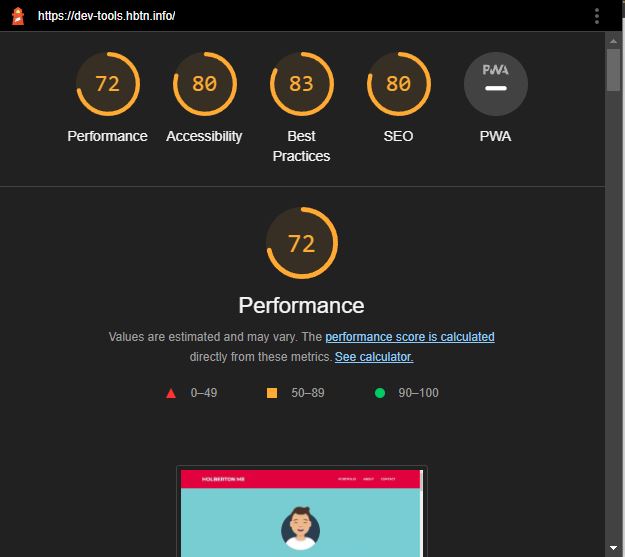 https://dev-tools.hbtn.info/
72
80
83
80
PWA
Performance
Accessibility
Best
Practices
SEO
PWA
72
Performance
Values are estimated and may vary. The performance score is calculated
directly from these metrics. See calculator.
0–49
50–89
90–100
HOLBERTON ME
PORTFOLIO
ABOUT
CONTACT